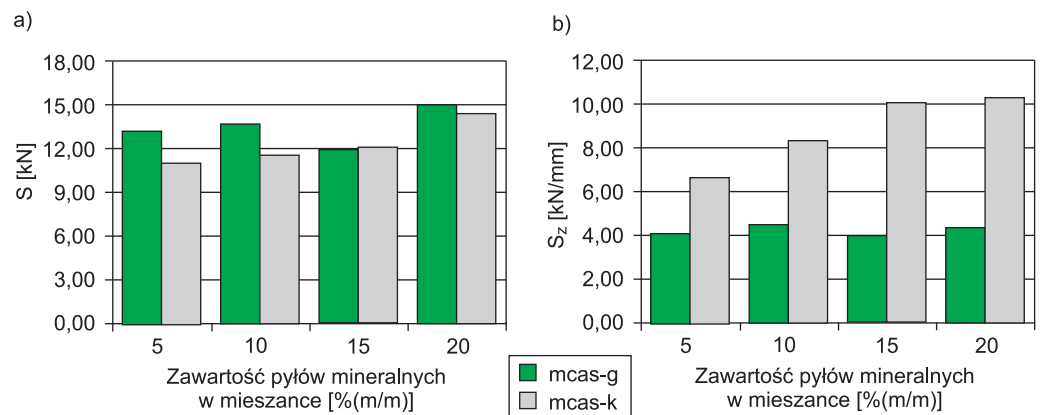 a)
18,00
15,00
12,00
9,00
6,00
3,00
0,00
S [kN]
5 10 15 20
Zawartość pyłów mineralnych
w mieszance [%(m/m)]
b)
12,00
10,00
8,00
6,00
4,00
2,00
0,00
Sz [kN/mm]
5 10 15 20
Zawartość pyłów mineralnych
w mieszance [%(m/m)]
mcas-g
mcas-k